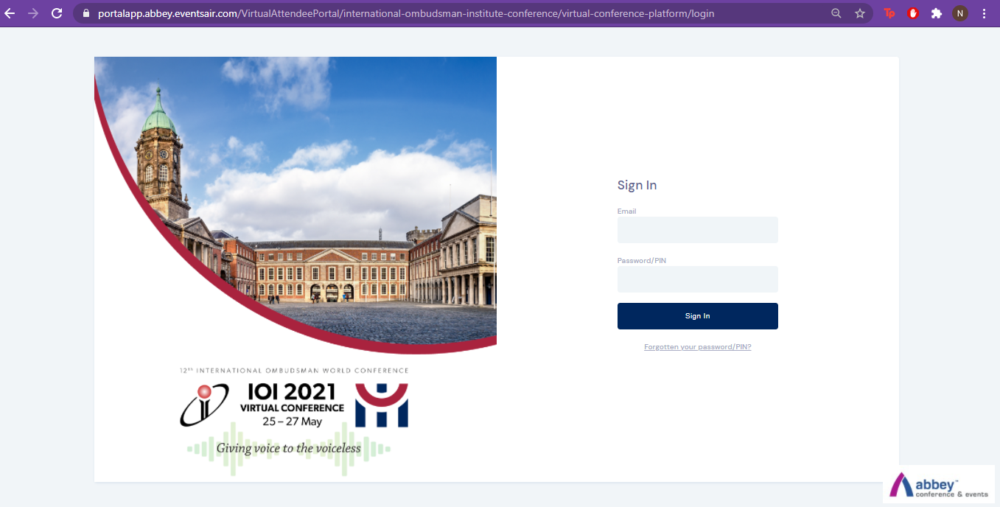 portalapp.abbey.eventsair.com/VirtualAttendeePortal/international-ombudsman-institute-conference/virtual-conference-platform/login
Tp
N
12TH INTERNATIONAL OMBUDSMAN WORLD CONFERENCE
IOI 2021
VIRTUAL CONFERENCE
25 – 27 May
Giving voice to the voiceless
Sign In
Email
Password/PIN
Sign In
Forgotten your password/PIN?
abbey™
conference & events